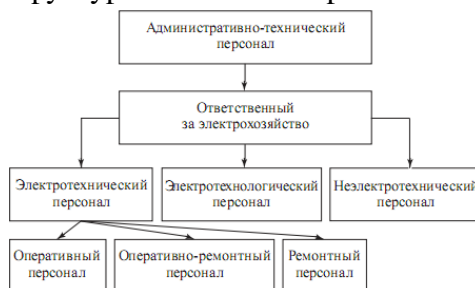 Административно-технический
персонал
Ответственный
за электрохозяйство
Электротехнический
персонал
Электротехнологический
персонал
Неэлектротехнический
персонал
Оперативный
персонал
Оперативно-ремонтный
персонал
Ремонтный
персонал